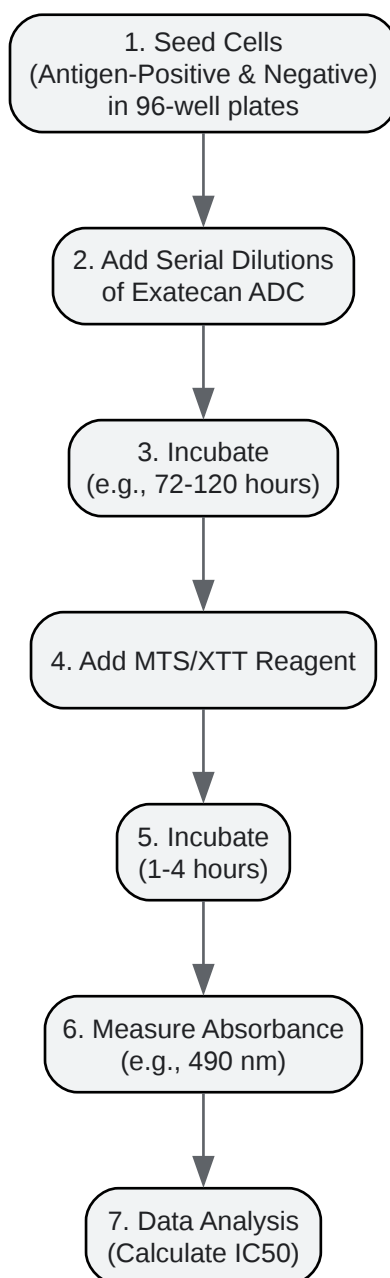 1. Seed Cells
(Antigen-Positive & Negative)
in 96-well plates
2. Add Serial Dilutions
of Exatecan ADC
3. Incubate
(e.g., 72-120 hours)
4. Add MTS/XTT Reagent
5. Incubate
(1-4 hours)
6. Measure Absorbance
(e.g., 490 nm)
7. Data Analysis
(Calculate IC50)